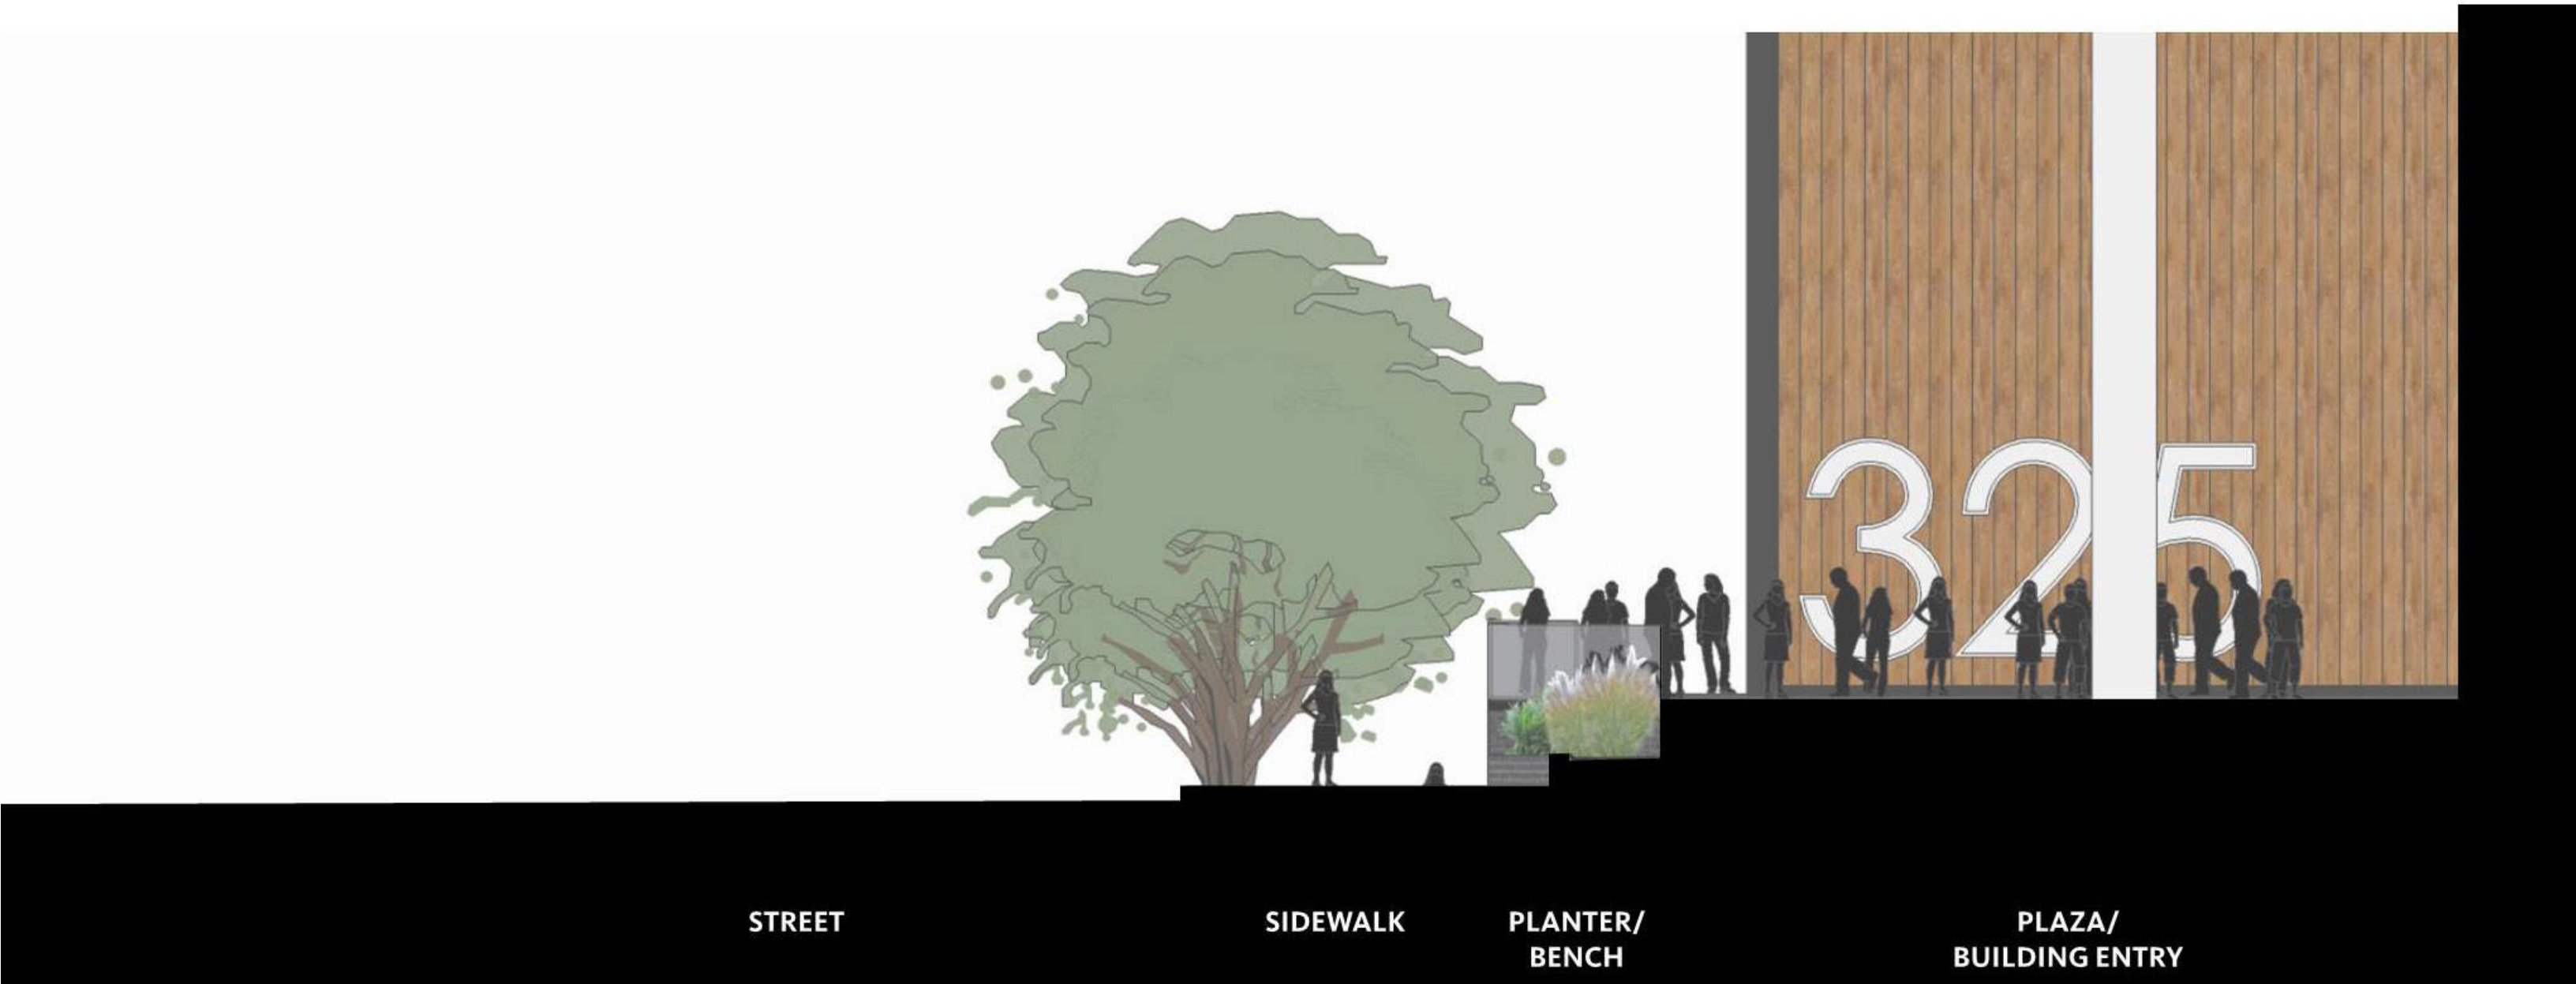 325
STREET
SIDEWALK
PLANTER/
BENCH
PLAZA/
BUILDING ENTRY